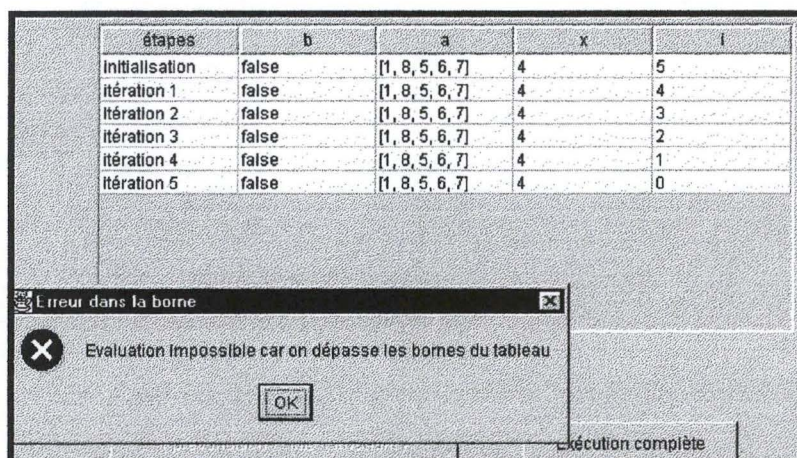 étapes b a x i
initialisation false [1, 8, 5, 6, 7] 4 5
itération 1 false [1, 8, 5, 6, 7] 4 4
itération 2 false [1, 8, 5, 6, 7] 4 3
itération 3 false [1, 8, 5, 6, 7] 4 2
itération 4 false [1, 8, 5, 6, 7] 4 1
itération 5 false [1, 8, 5, 6, 7] 4 0
Erreur dans la borne
Evaluation impossible car on dépasse les bornes du tableau
OK
Exécution complète